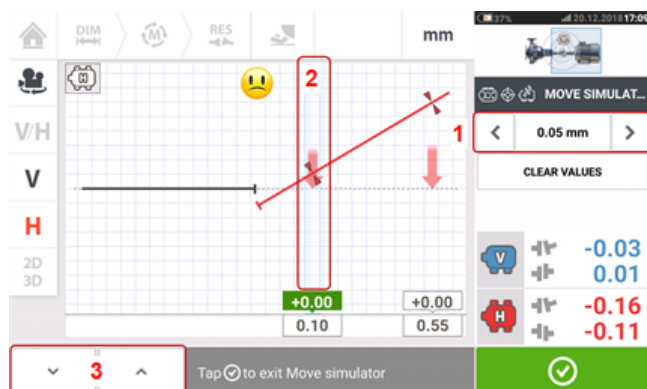 DIM
M
RES
mm
37%
20.12.2018 17:09
MOVE SIMULAT...
0.05 mm
CLEAR VALUES
V/H
V
H
2D
3D
H
2
1
+0.00
0.10
+0.00
0.55
V
-0.03
0.01
H
-0.16
-0.11
3
Tap to exit Move simulator